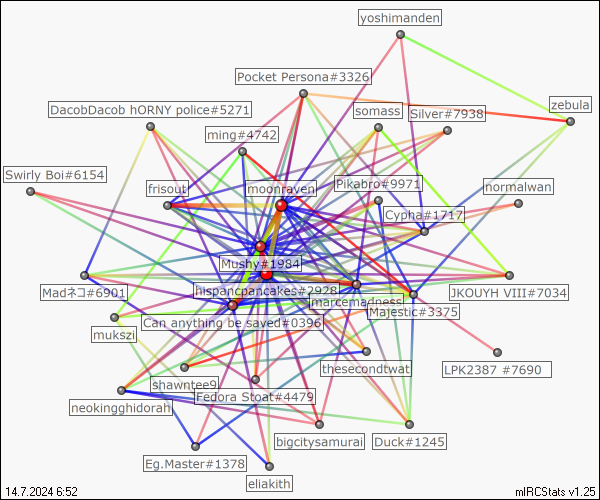 yoshimanden
Pocket Persona#3326
zebula
DacobDacob hORNY police#5271
somass
Silver#7938
ming#4742
Swirly Boi#6154
frisout
moonraven
Pikabro#9971
normalwan
Cypha#1717
Mushy#1984
Madネコ#6901
hispancpancakes#2928
JKOUYH VIII#7034
marcemadness
Majestic#3375
Can anything be saved#0396
mukszi
thesecondtwat
LPK2387 #7690
shawntee9
Fedora Stoat#4479
neokingghidorah
bigcitysamurai
Duck#1245
Eg.Master#1378
eliakith
14.7.2024 6:52
mIRCStats v1.25